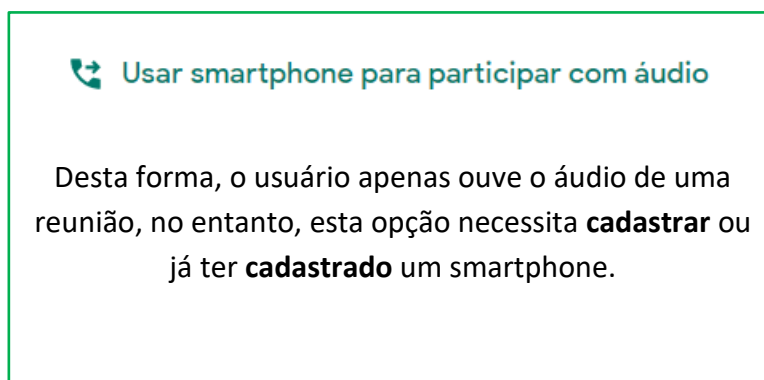 Usar smartphone para participar com áudio
Desta forma, o usuário apenas ouve o áudio de uma
reunião, no entanto, esta opção necessita cadastrar ou
já ter cadastrado um smartphone.